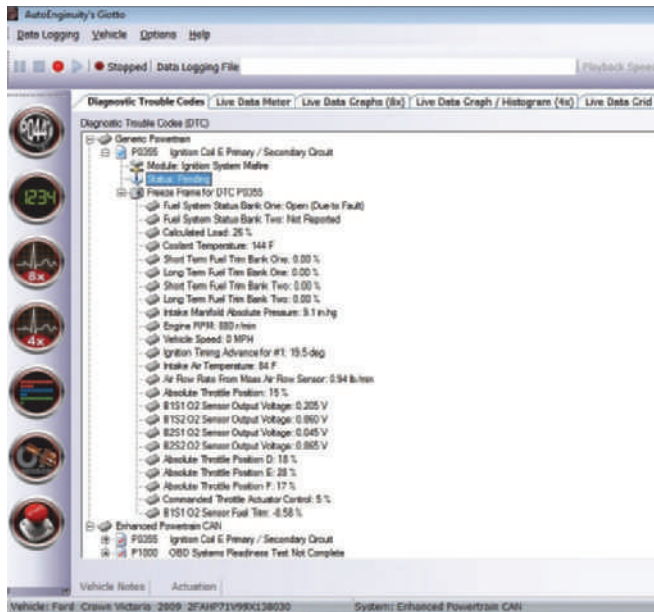 AutoEnginuity's Giotto
Data Logging Vehicle Options Help
Stopped Data Logging File Playback Speed
Diagnostic Trouble Codes Live Data Meter Live Data Graphs (8x) Live Data Graph / Histogram (4x) Live Data Grid
Diagnostic Trouble Codes (DTC)
Generic Powertrain
P0355 Ignition Coil E Primary / Secondary Circuit
Module: Ignition System Misfire
Status: Pending
Freeze Frame for DTC P0355
Fuel System Status Bank One: Open (Due to Fault)
Fuel System Status Bank Two: Not Reported
Calculated Load: 26 %
Coolant Temperature: 144 F
Short Term Fuel Trim Bank One: 0.00 %
Long Term Fuel Trim Bank One: 0.00 %
Short Term Fuel Trim Bank Two: 0.00 %
Long Term Fuel Trim Bank Two: 0.00 %
Intake Manifold Absolute Pressure: 9.1 in.hg
Engine RPM: 880 r/min
Vehicle Speed: 0 MPH
Ignition Timing Advance for #1: 19.5 deg
Intake Air Temperature: 84 F
Air Flow Rate From Mass Air Flow Sensor: 0.94 lb/min
Absolute Throttle Position: 15 %
B1S1 O2 Sensor Output Voltage: 0.205 V
B1S2 O2 Sensor Output Voltage: 0.860 V
B2S1 O2 Sensor Output Voltage: 0.045 V
B2S2 O2 Sensor Output Voltage: 0.865 V
Absolute Throttle Position D: 18 %
Absolute Throttle Position E: 28 %
Absolute Throttle Position F: 17 %
Commanded Throttle Actuator Control: 5 %
B1S1 O2 Sensor Fuel Trim: -8.58 %
Enhanced Powertrain CAN
P0355 Ignition Coil E Primary / Secondary Circuit
P1000 OBD Systems Readiness Test Not Complete
P044
1234
8x
4x
O2
Vehicle Notes Actuation
Vehicle: Ford Crown Victoria 2009 2FAHP71V99X138030 System: Enhanced Powertrain CAN